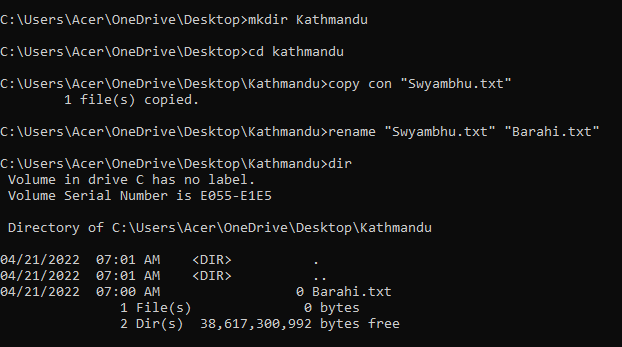 C:\Users\Acer\OneDrive\Desktop>mkdir Kathmandu
C:\Users\Acer\OneDrive\Desktop>cd kathmandu
C:\Users\Acer\OneDrive\Desktop\Kathmandu>copy con "Swyambhu.txt"
        1 file(s) copied.
C:\Users\Acer\OneDrive\Desktop\Kathmandu>rename "Swyambhu.txt" "Barahi.txt"
C:\Users\Acer\OneDrive\Desktop\Kathmandu>dir
 Volume in drive C has no label.
 Volume Serial Number is E055-E1E5
 Directory of C:\Users\Acer\OneDrive\Desktop\Kathmandu
04/21/2022  07:01 AM    <DIR>          .
04/21/2022  07:01 AM    <DIR>          ..
04/21/2022  07:00 AM                 0 Barahi.txt
               1 File(s)              0 bytes
               2 Dir(s)  38,617,300,992 bytes free